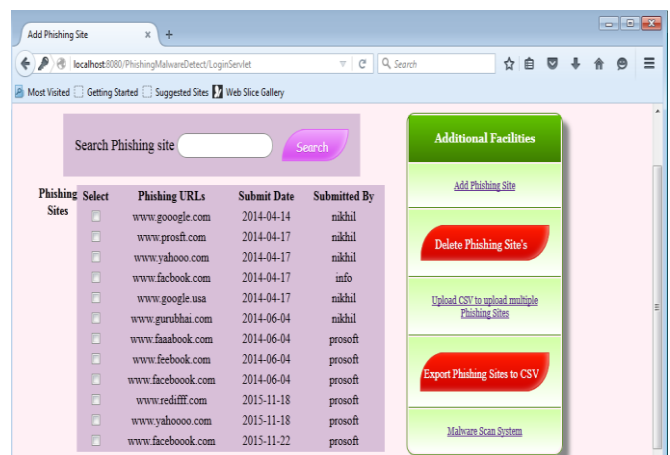 Add Phishing Site
localhost:8080/PhishingMalwareDetect/LoginServlet
Search
Most Visited Getting Started Suggested Sites Web Slice Gallery
Search Phishing site Search
Phishing Sites
Select Phishing URLs Submit Date Submitted By
www.gooogle.com 2014-04-14 nikhil
www.prosft.com 2014-04-17 nikhil
www.yahooo.com 2014-04-17 nikhil
www.facbook.com 2014-04-17 info
www.google.usa 2014-04-17 nikhil
www.gurubhai.com 2014-06-04 nikhil
www.faaabook.com 2014-06-04 prosoft
www.feebook.com 2014-06-04 prosoft
www.faceboook.com 2014-06-04 prosoft
www.redifff.com 2015-11-18 prosoft
www.yahoooo.com 2015-11-18 prosoft
www.faceboook.com 2015-11-22 prosoft
Additional Facilities
Add Phishing Site
Delete Phishing Site's
Upload CSV to upload multiple
Phishing Sites
Export Phishing Sites to CSV
Malware Scan System